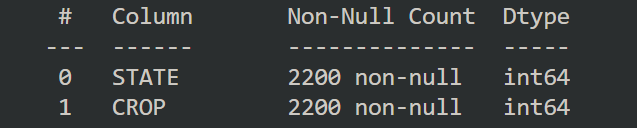 #   Column          Non-Null Count  Dtype
---  ------          --------------  -----
 0   STATE           2200 non-null   int64
 1   CROP            2200 non-null   int64